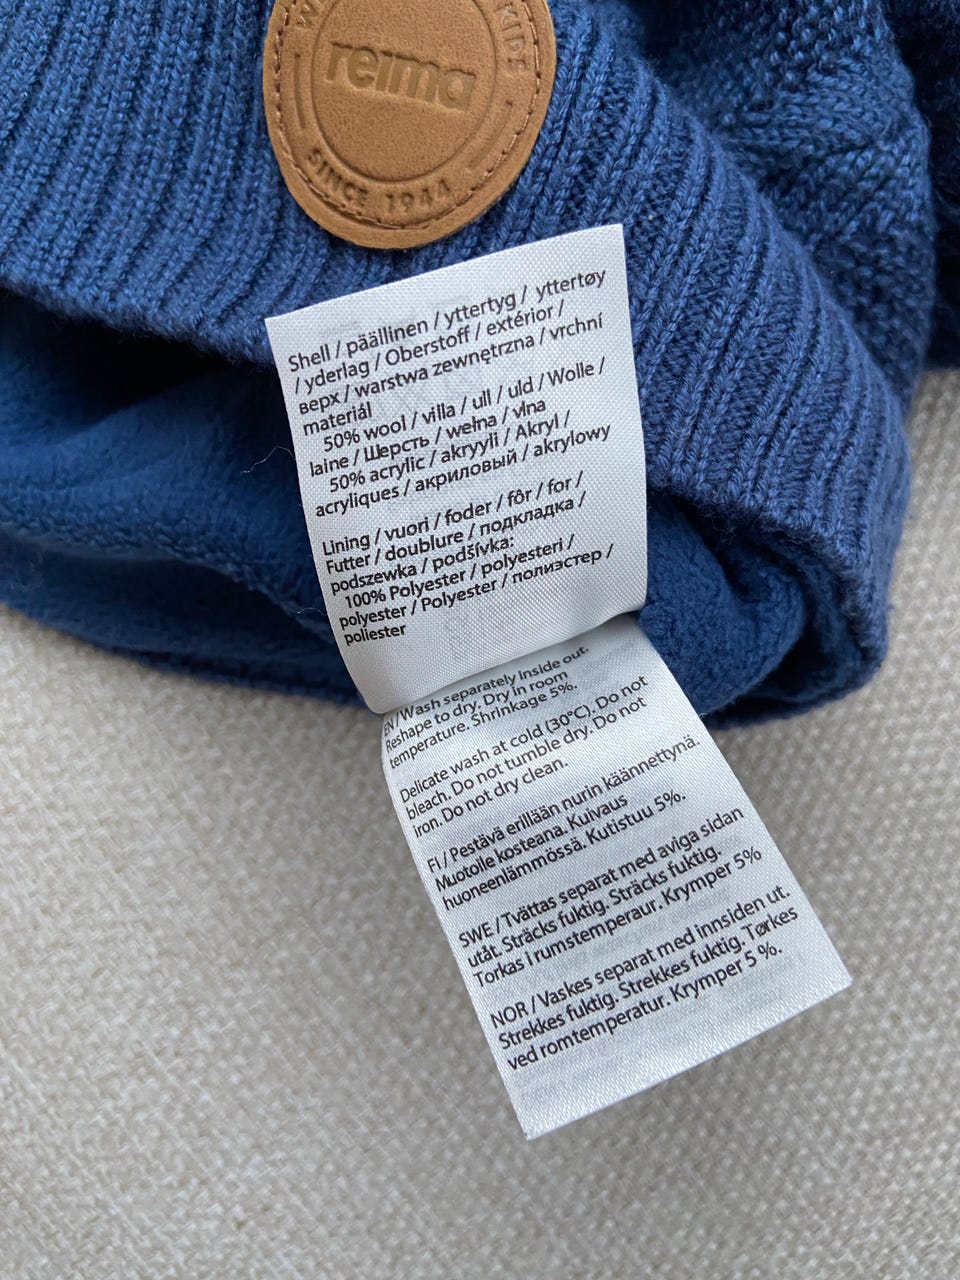 KIDS
reima
SINCE 1944
Shell / päällinen / yttertyg / yttertøy
/ yderlag / Oberstoff / extérior /
верх / warstwa zewnętrzna / vrchní
materiál
50% wool / villa / ull / uld / Wolle /
laine / Шерсть / wełna / vlna
50% acrylic / akryyli / Akryl /
acryliques / акриловый / akrylowy
Lining / vuori / foder / fôr / for /
Futter / doublure / подкладка /
podszewka / podšívka:
100% Polyester / polyesteri /
polyester / Polyester / полиэстер /
poliester
EN / Wash separately inside out.
Reshape to dry. Dry in room
temperature. Shrinkage 5%.
Delicate wash at cold (30°C). Do not
bleach. Do not tumble dry. Do not
iron. Do not dry clean.
FI / Pestävä erillään nurin käännettynä.
Muotoile kosteana. Kuivaus
huoneenlämmössä. Kutistuu 5%.
SWE / Tvättas separat med aviga sidan
utåt. Sträcks fuktig. Sträcks fuktig.
Torkas I rumstemperaur. Krymper 5%
NOR / Vaskes separat med innsiden ut.
Strekkes fuktig. Strekkes fuktig. Tørkes
ved romtemperatur. Krymper 5 %.